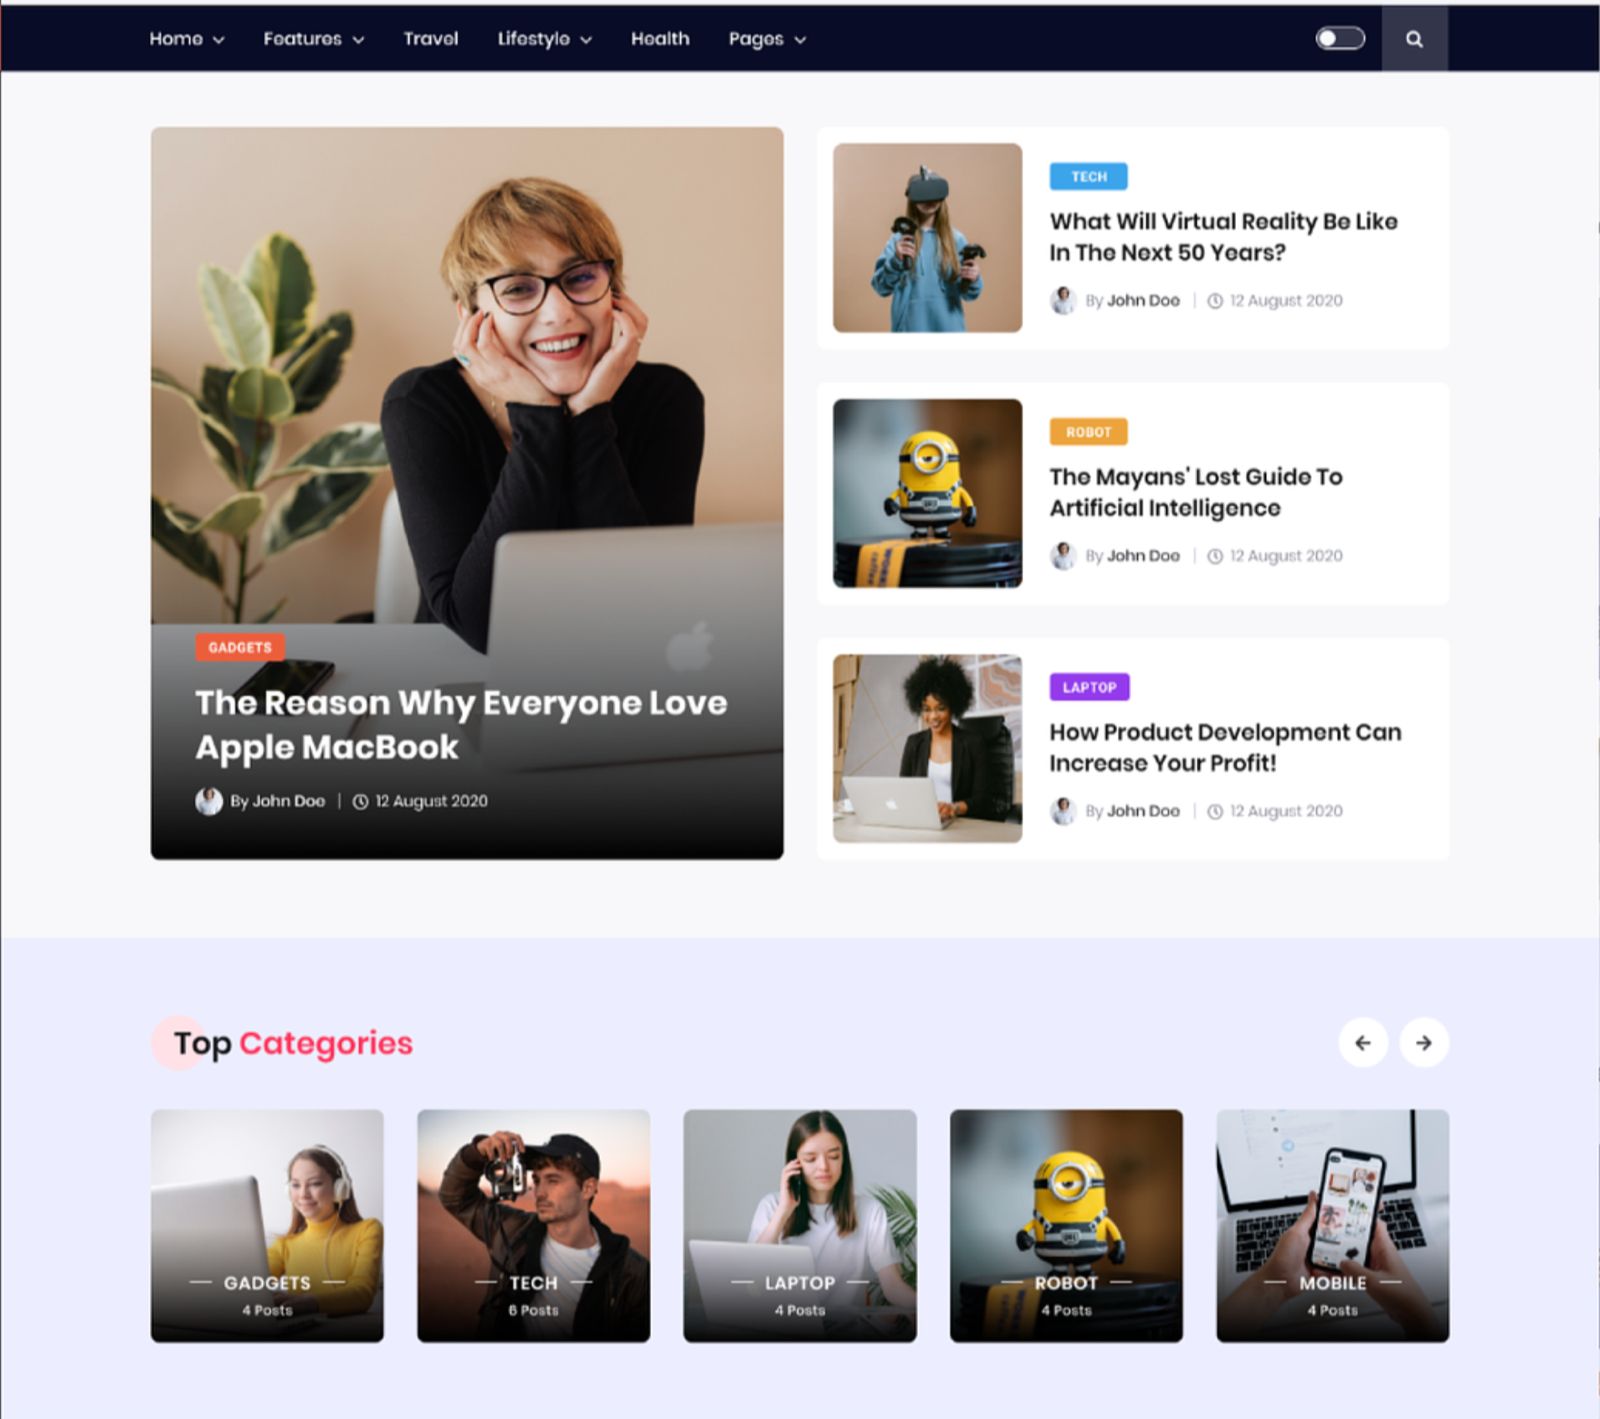 Home Features Travel Lifestyle Health Pages
GADGETS
The Reason Why Everyone Love
Apple MacBook
By John Doe | 12 August 2020
TECH
What Will Virtual Reality Be Like
In The Next 50 Years?
By John Doe | 12 August 2020
ROBOT
The Mayans' Lost Guide To
Artificial Intelligence
By John Doe | 12 August 2020
LAPTOP
How Product Development Can
Increase Your Profit!
By John Doe | 12 August 2020
Top Categories
GADGETS
4 Posts
TECH
6 Posts
LAPTOP
4 Posts
ROBOT
4 Posts
MOBILE
4 Posts